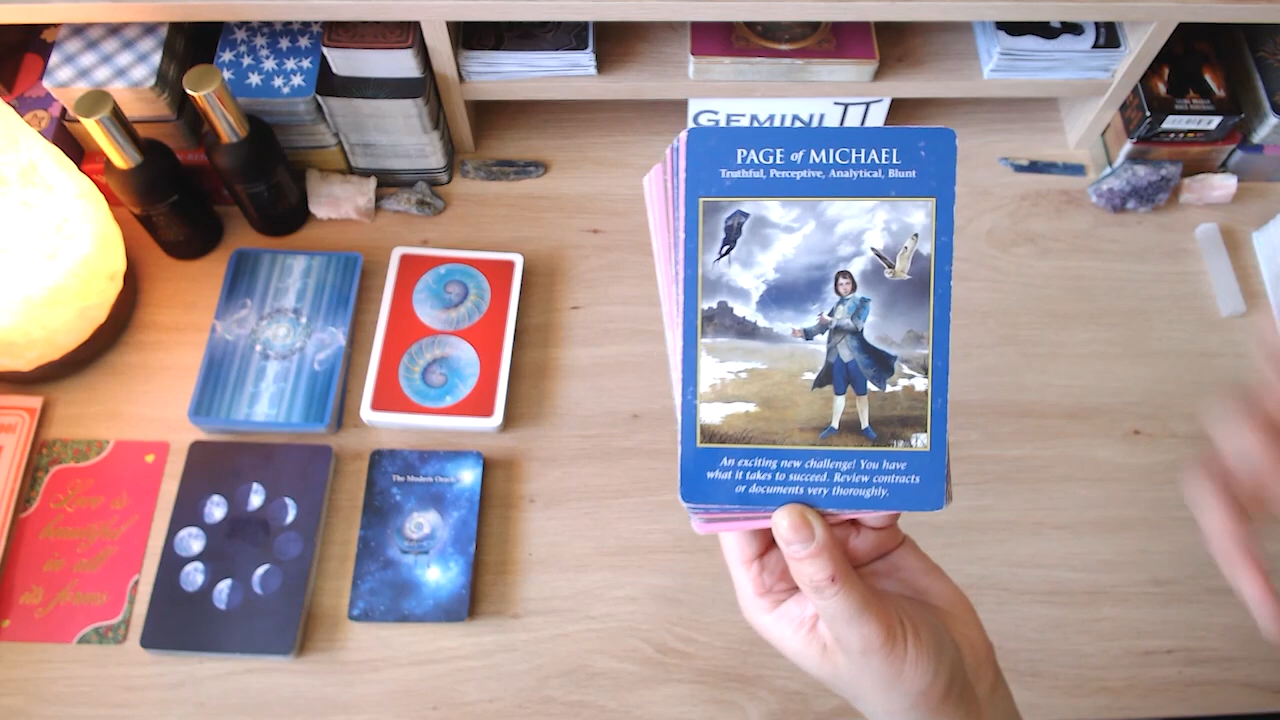 GEMINI ♊
PAGE of MICHAEL
Truthful, Perceptive, Analytical, Blunt
An exciting new challenge! You have
what it takes to succeed. Review contracts
or documents very thoroughly.
The Modern Oracle
Love is
beautiful
in all
its forms